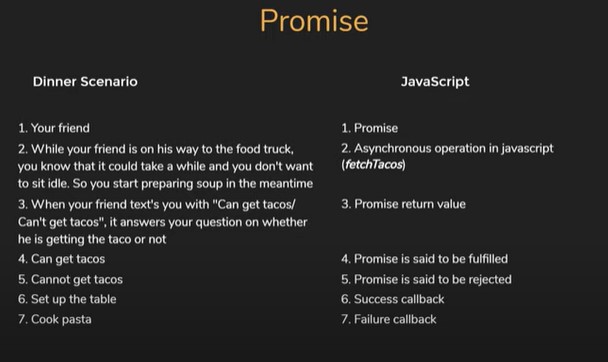 Promise
Dinner Scenario
JavaScript
1. Your friend
1. Promise
2. While your friend is on his way to the food truck,
you know that it could take a while and you don't want
to sit idle. So you start preparing soup in the meantime
2. Asynchronous operation in javascript
(fetchTacos)
3. When your friend text's you with "Can get tacos/
Can't get tacos", it answers your question on whether
he is getting the taco or not
3. Promise return value
4. Can get tacos
4. Promise is said to be fulfilled
5. Cannot get tacos
5. Promise is said to be rejected
6. Set up the table
6. Success callback
7. Cook pasta
7. Failure callback